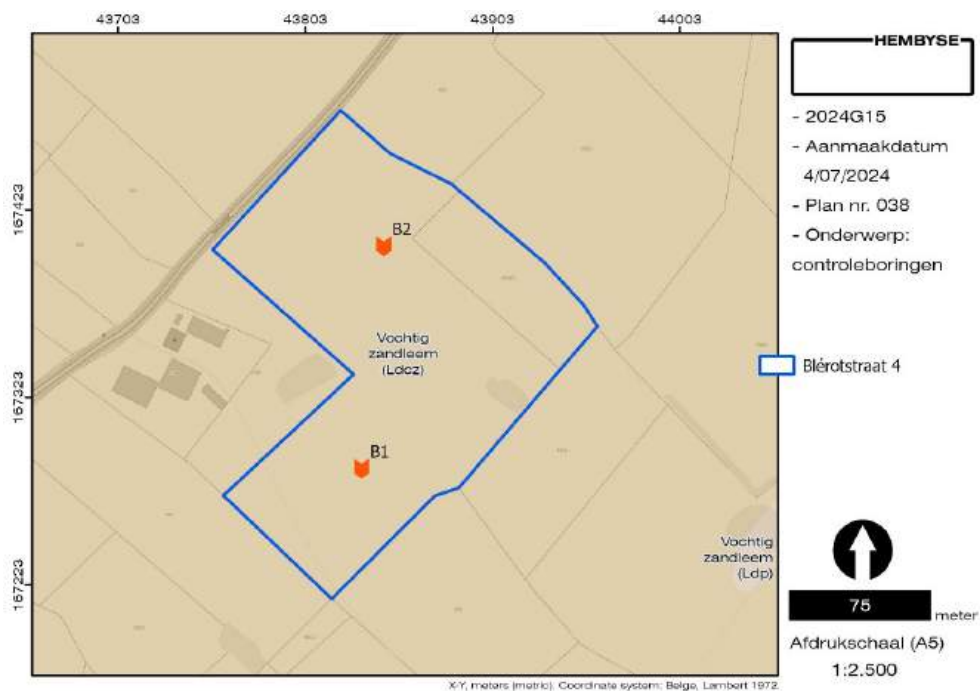 43703
43803
43903
44003
HEMBYSE
- 2024G15
- Aanmaakdatum
4/07/2024
- Plan nr. 038
- Onderwerp:
controleboringen
167423
B2
Vochtig
zandleem
(Ldcz)
Blérotstraat 4
167323
B1
Vochtig
zandleem
(Ldp)
167223
75
meter
Afdrukschaal (A5)
1:2.500
X-Y, meters (metric). Coordinate system: Belge, Lambert 1972.